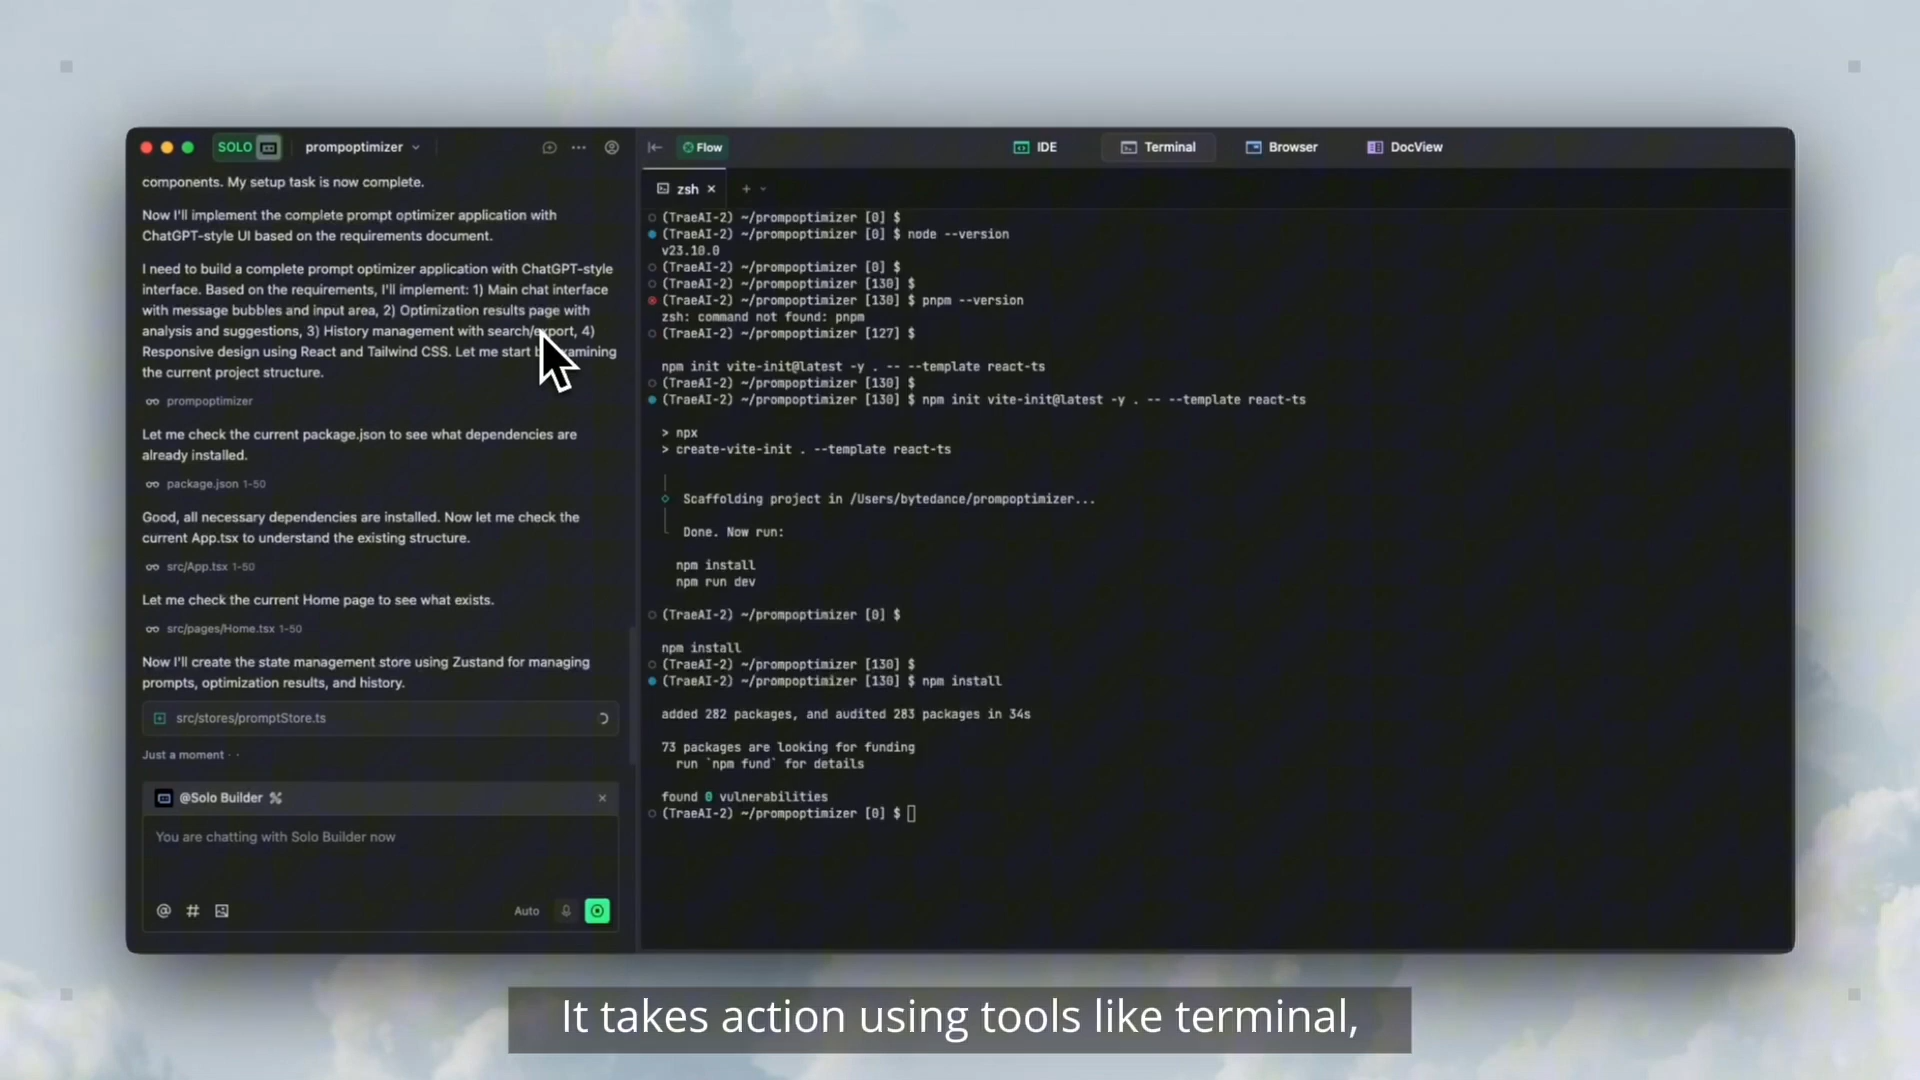 SOLO
prompoptimizer
components. My setup task is now complete.
Now I'll implement the complete prompt optimizer application with
ChatGPT-style UI based on the requirements document.
I need to build a complete prompt optimizer application with ChatGPT-style
interface. Based on the requirements, I'll implement: 1) Main chat interface
with message bubbles and input area, 2) Optimization results page with
analysis and suggestions, 3) History management with search/export, 4)
Responsive design using React and Tailwind CSS. Let me start by examining
the current project structure.
prompoptimizer
Let me check the current package.json to see what dependencies are
already installed.
package.json 1-50
Good, all necessary dependencies are installed. Now let me check the
current App.tsx to understand the existing structure.
src/App.tsx 1-50
Let me check the current Home page to see what exists.
src/pages/Home.tsx 1-50
Now I'll create the state management store using Zustand for managing
prompts, optimization results, and history.
src/stores/promptStore.ts
Just a moment · ·
@Solo Builder
You are chatting with Solo Builder now
Auto
Flow
IDE
Terminal
Browser
DocView
zsh
(TraeAI-2) ~/prompoptimizer [0] $
(TraeAI-2) ~/prompoptimizer [0] $ node --version
v23.10.0
(TraeAI-2) ~/prompoptimizer [0] $
(TraeAI-2) ~/prompoptimizer [130] $
(TraeAI-2) ~/prompoptimizer [130] $ pnpm --version
zsh: command not found: pnpm
(TraeAI-2) ~/prompoptimizer [127] $
npm init vite-init@latest -y . -- --template react-ts
(TraeAI-2) ~/prompoptimizer [130] $
(TraeAI-2) ~/prompoptimizer [130] $ npm init vite-init@latest -y . -- --template react-ts
> npx
> create-vite-init . --template react-ts
Scaffolding project in /Users/bytedance/prompoptimizer...
Done. Now run:
npm install
npm run dev
(TraeAI-2) ~/prompoptimizer [0] $
npm install
(TraeAI-2) ~/prompoptimizer [130] $
(TraeAI-2) ~/prompoptimizer [130] $ npm install
added 282 packages, and audited 283 packages in 34s
73 packages are looking for funding
run `npm fund` for details
found 0 vulnerabilities
(TraeAI-2) ~/prompoptimizer [0] $
It takes action using tools like terminal,